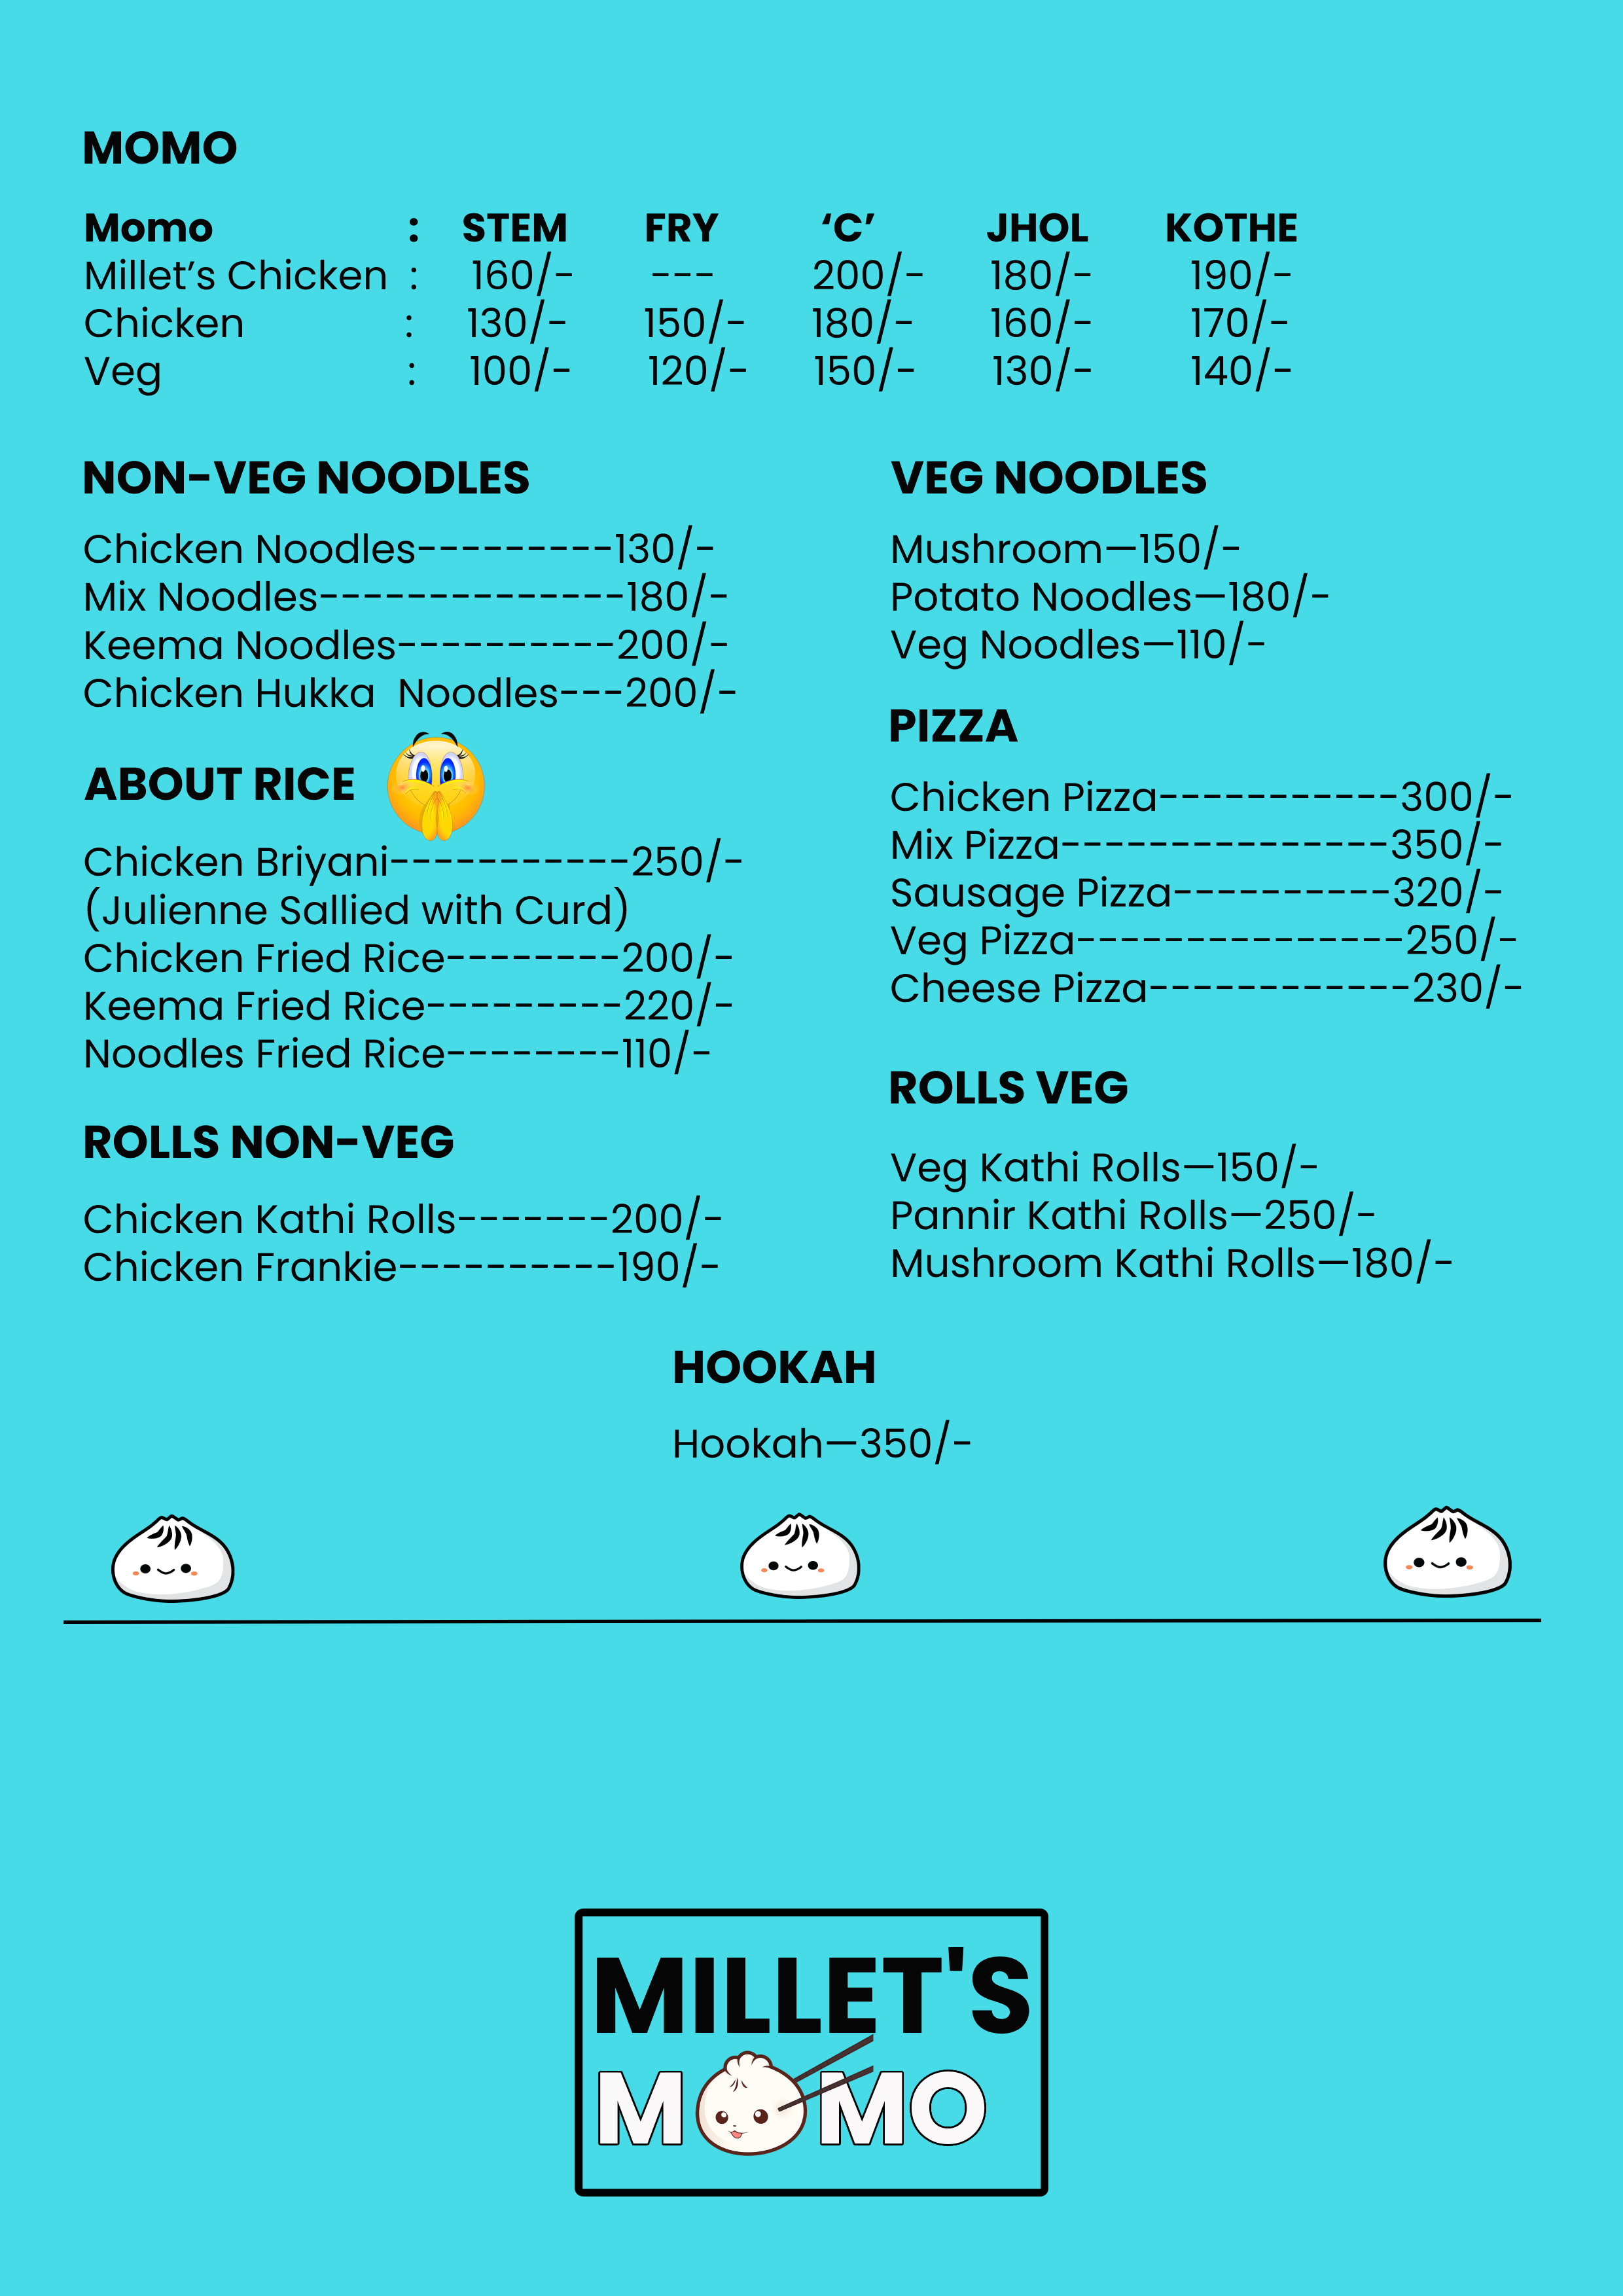 MOMO
Momo : STEM FRY ‘C’ JHOL KOTHE
Millet’s Chicken : 160/- --- 200/- 180/- 190/-
Chicken : 130/- 150/- 180/- 160/- 170/-
Veg : 100/- 120/- 150/- 130/- 140/-
NON-VEG NOODLES
Chicken Noodles---------130/-
Mix Noodles--------------180/-
Keema Noodles----------200/-
Chicken Hukka Noodles---200/-
ABOUT RICE
Chicken Briyani-----------250/-
(Julienne Sallied with Curd)
Chicken Fried Rice--------200/-
Keema Fried Rice---------220/-
Noodles Fried Rice--------110/-
ROLLS NON-VEG
Chicken Kathi Rolls-------200/-
Chicken Frankie----------190/-
VEG NOODLES
Mushroom—150/-
Potato Noodles—180/-
Veg Noodles—110/-
PIZZA
Chicken Pizza-----------300/-
Mix Pizza---------------350/-
Sausage Pizza----------320/-
Veg Pizza---------------250/-
Cheese Pizza------------230/-
ROLLS VEG
Veg Kathi Rolls—150/-
Pannir Kathi Rolls—250/-
Mushroom Kathi Rolls—180/-
HOOKAH
Hookah—350/-
MILLET'S
MOMO